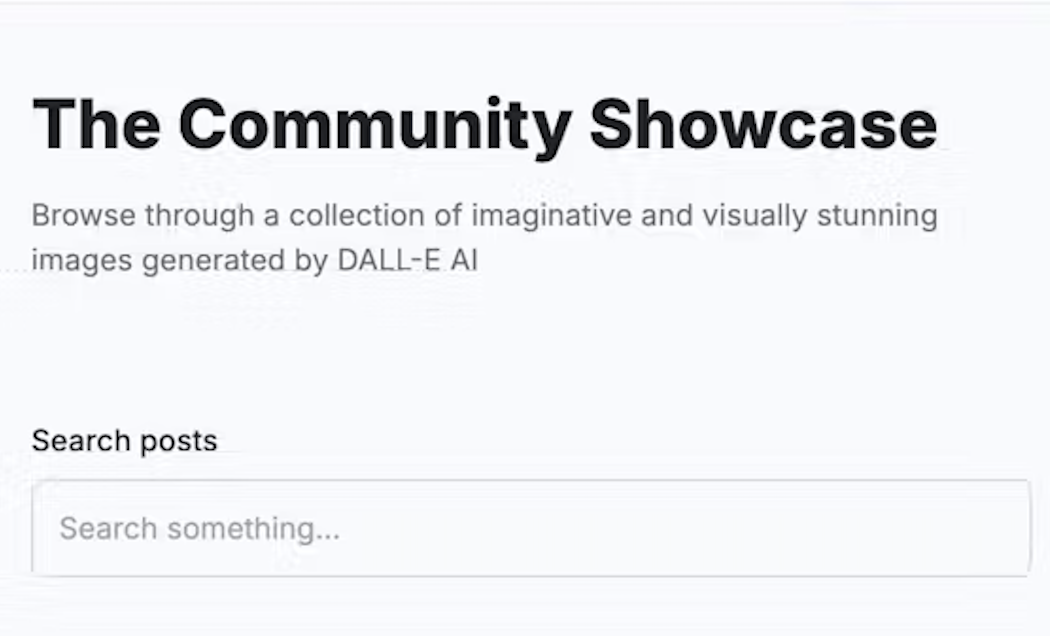 The Community Showcase
Browse through a collection of imaginative and visually stunning
images generated by DALL-E AI
Search posts
Search something...